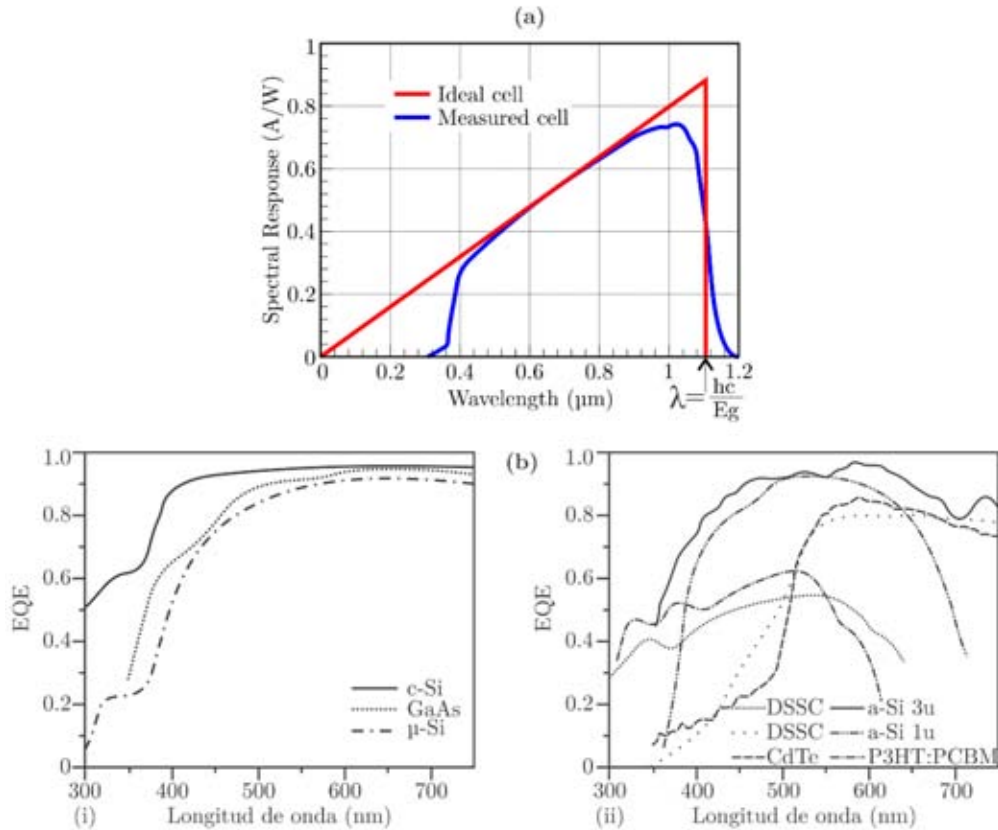 (a)
Spectral Response (A/W)
1
0.8
0.6
0.4
0.2
0
Ideal cell
Measured cell
0 0.2 0.4 0.6 0.8 1 1.2
Wavelength (µm)
λ=hc/Eg
(b)
EQE
1.0
0.8
0.6
0.4
0.2
0
c-Si
GaAs
µ-Si
300 400 500 600 700
(i) Longitud de onda (nm)
EQE
1.0
0.8
0.6
0.4
0.2
0
DSSC a-Si 3u
DSSC a-Si 1u
CdTe P3HT:PCBM
300 400 500 600 700
(ii) Longitud de onda (nm)